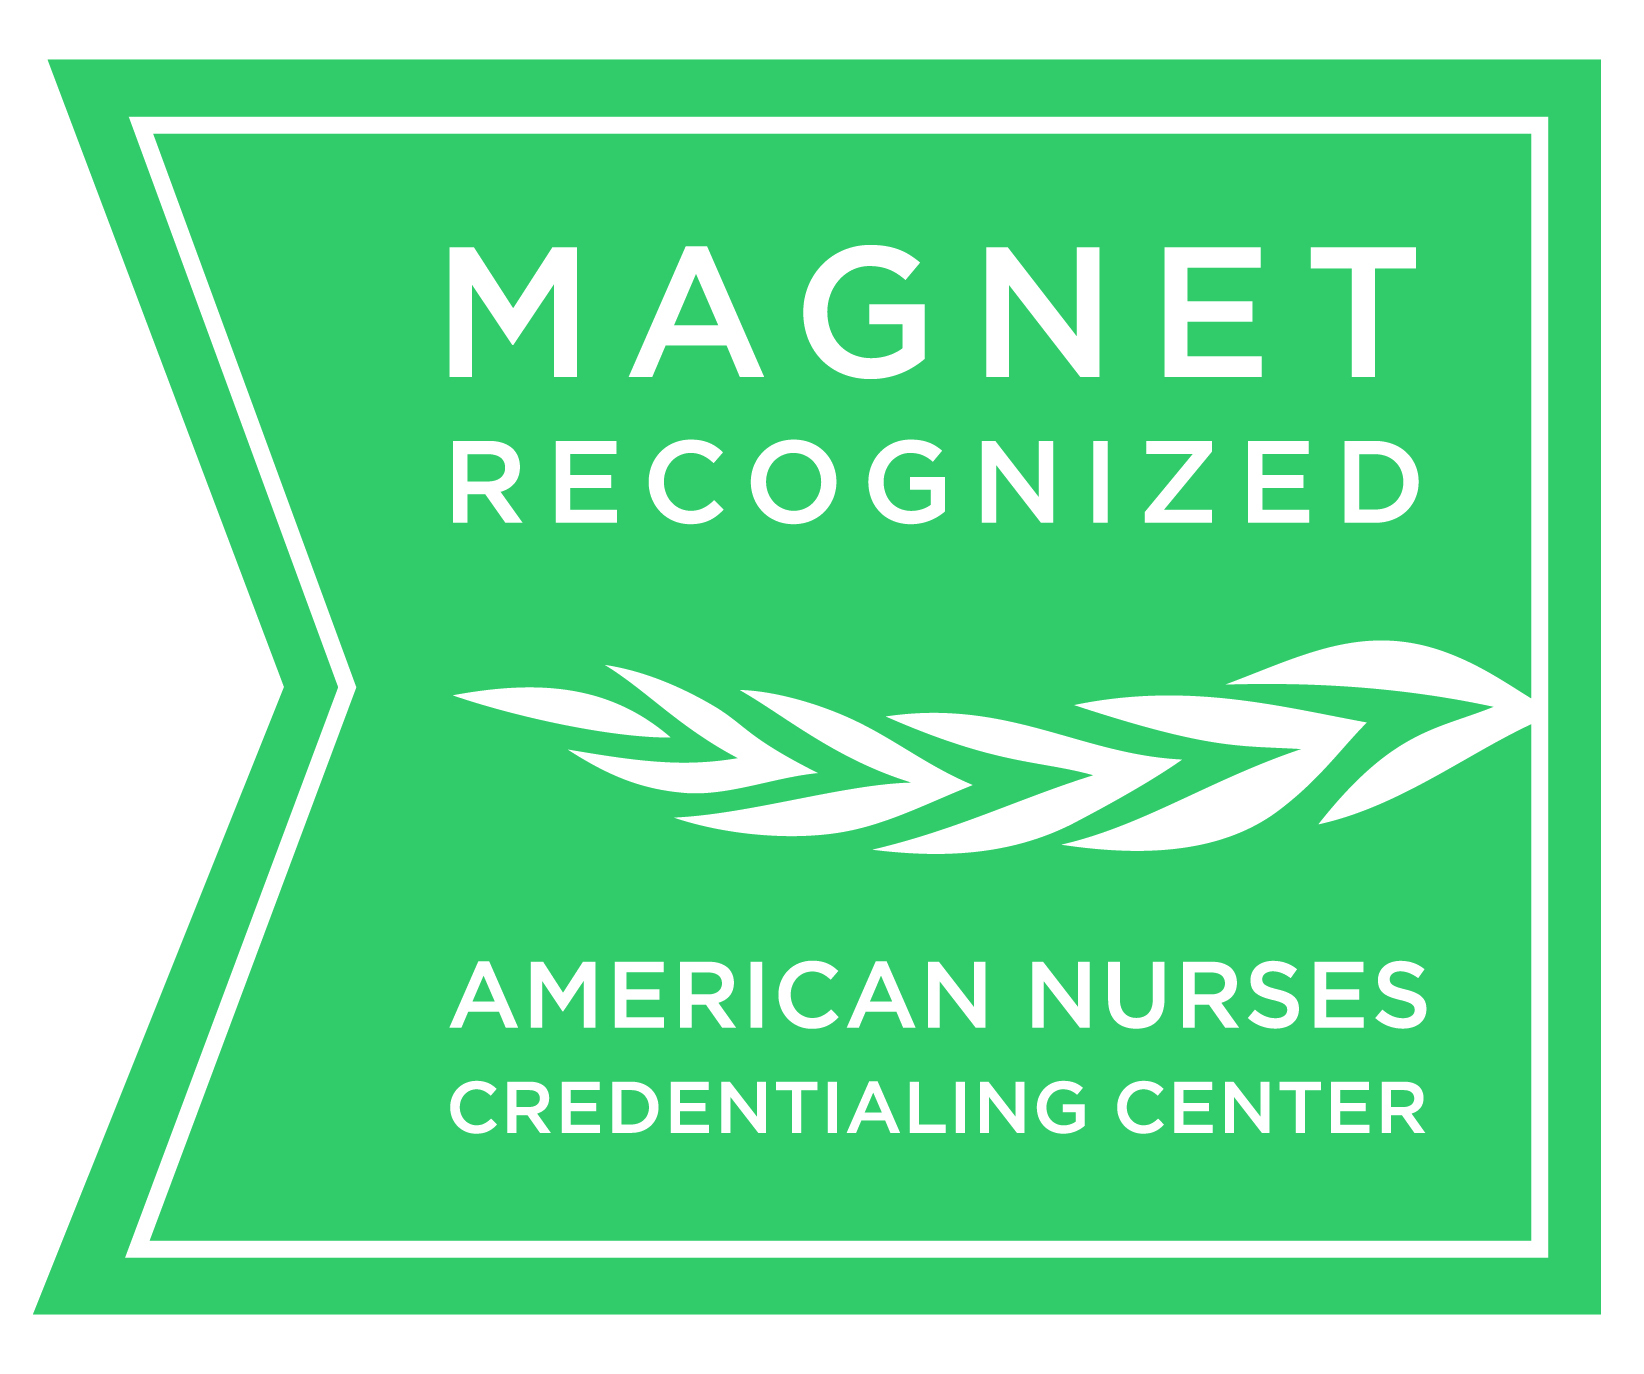 MAGNET
RECOGNIZED
AMERICAN NURSES
CREDENTIALING CENTER